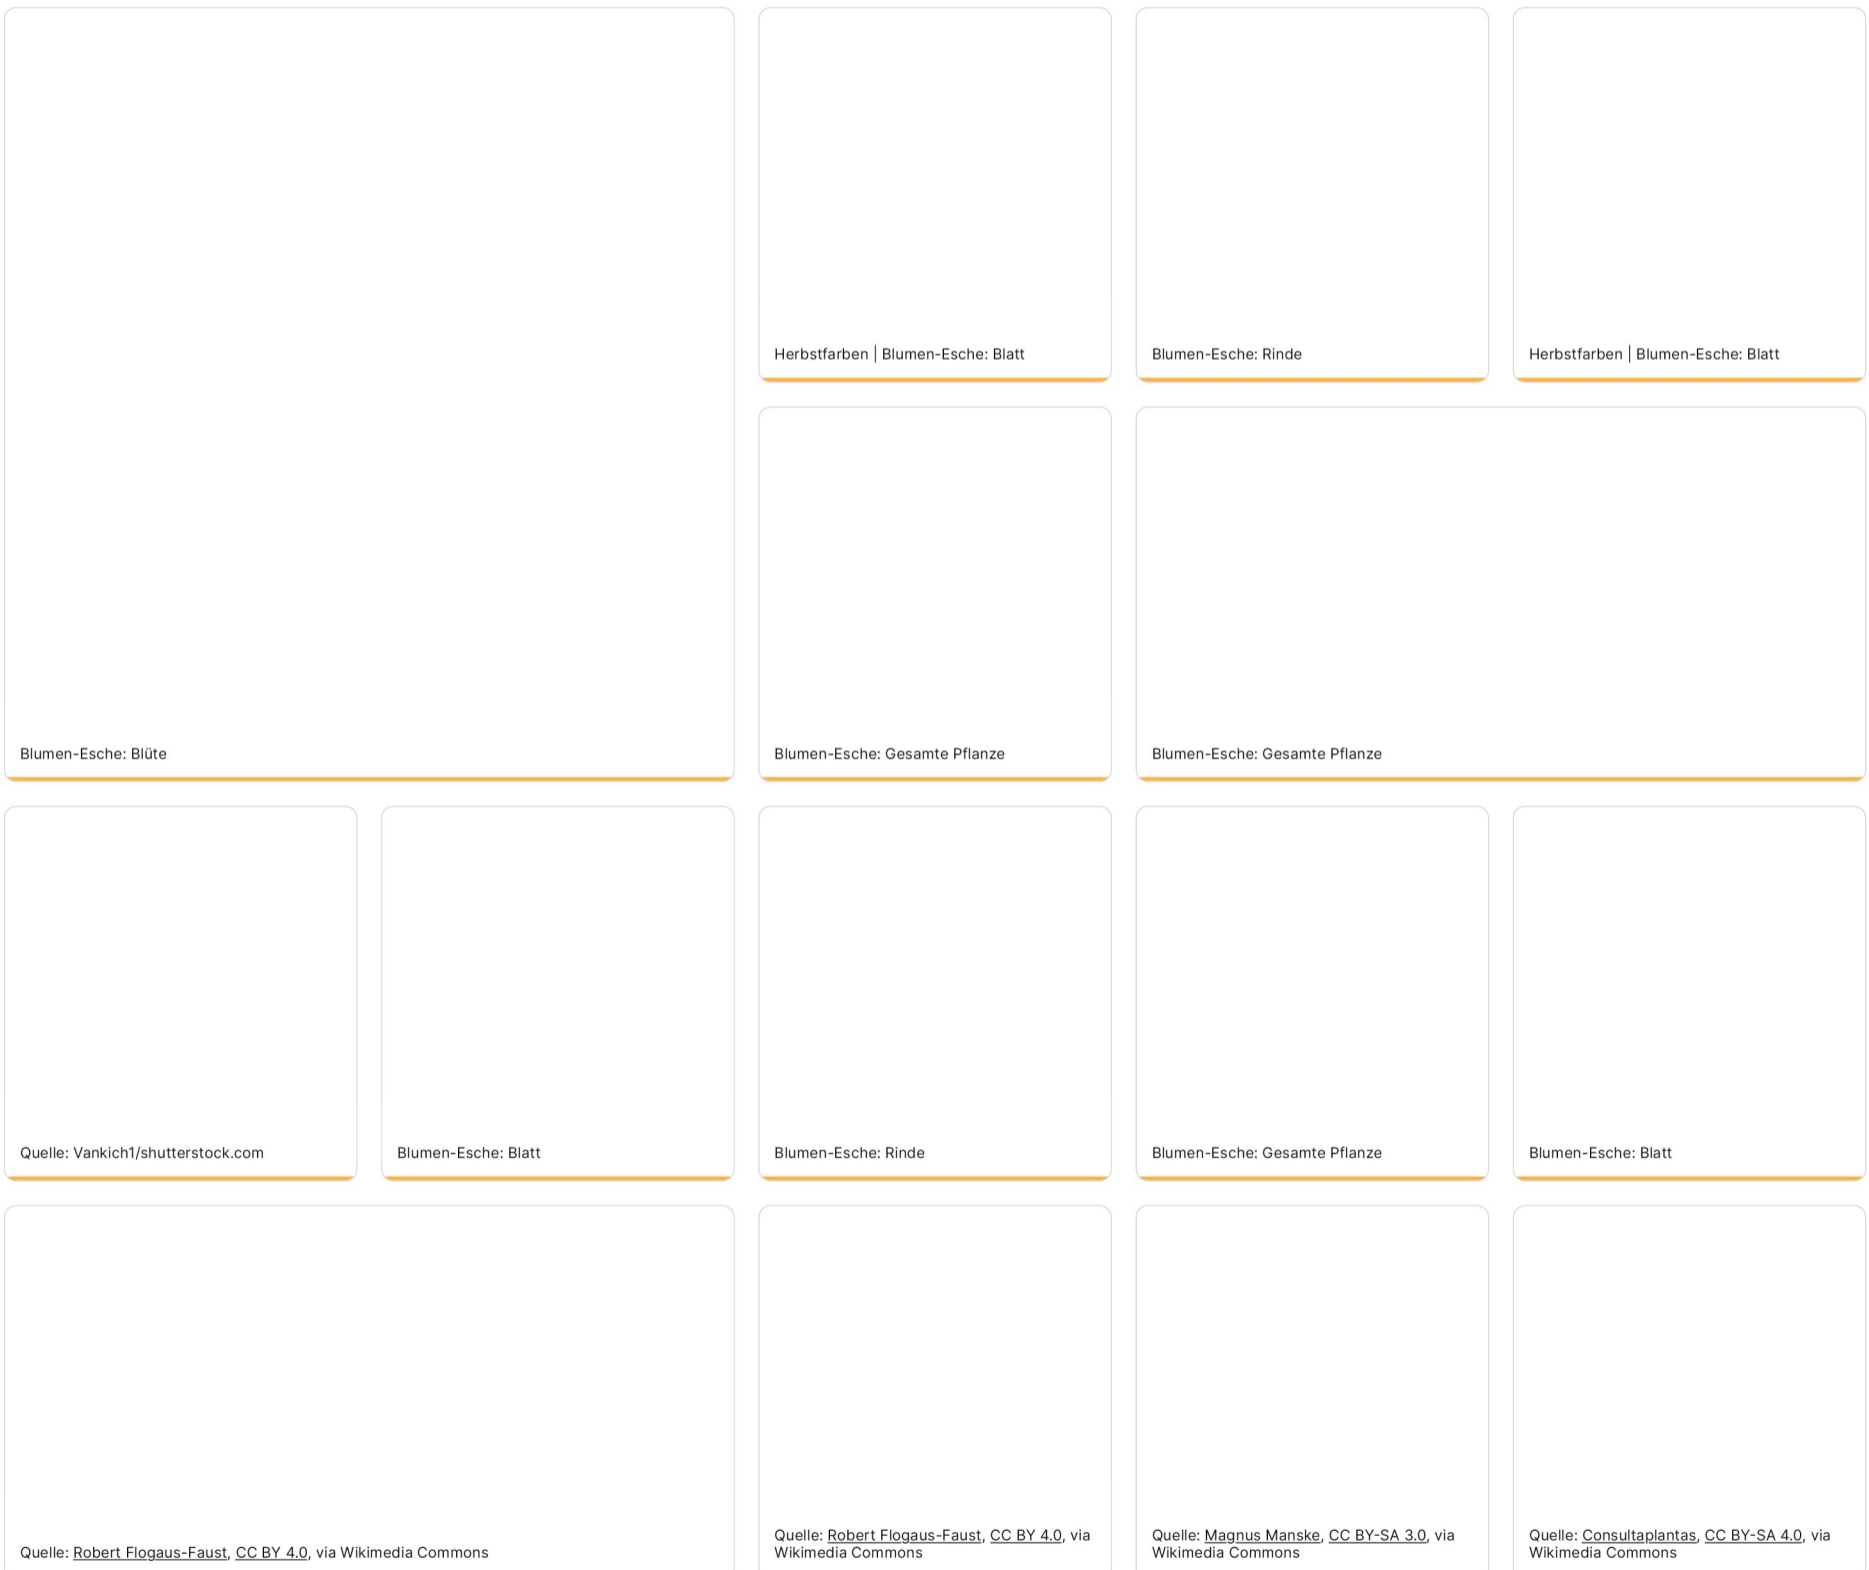 Herbstfarben | Blumen-Esche: Blatt
Blumen-Esche: Rinde
Herbstfarben | Blumen-Esche: Blatt
Blumen-Esche: Blüte
Blumen-Esche: Gesamte Pflanze
Blumen-Esche: Gesamte Pflanze
Quelle: Vankich1/shutterstock.com
Blumen-Esche: Blatt
Blumen-Esche: Rinde
Blumen-Esche: Gesamte Pflanze
Blumen-Esche: Blatt
Quelle: Robert Flogaus-Faust, CC BY 4.0, via Wikimedia Commons
Quelle: Robert Flogaus-Faust, CC BY 4.0, via
Wikimedia Commons
Quelle: Magnus Manske, CC BY-SA 3.0, via
Wikimedia Commons
Quelle: Consultaplantas, CC BY-SA 4.0, via
Wikimedia Commons